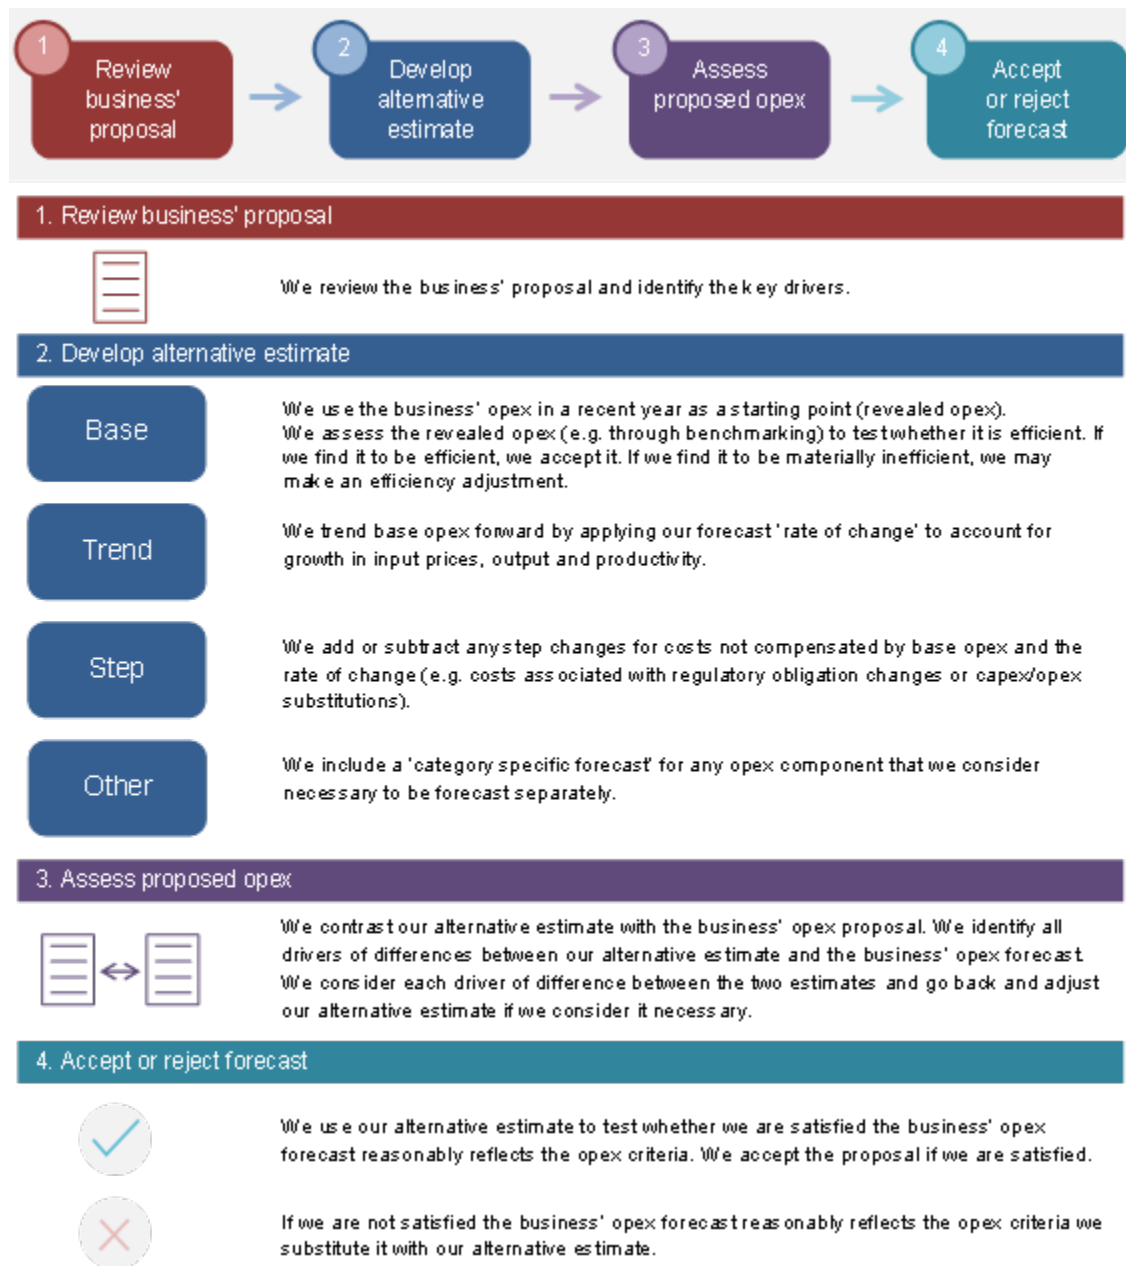 1
Review
business'
proposal
2
Develop
alternative
estimate
3
Assess
proposed opex
4
Accept
or reject
forecast
1. Review business' proposal
We review the business' proposal and identify the key drivers.
2. Develop alternative estimate
Base
We use the business' opex in a recent year as a starting point (revealed opex).
We assess the revealed opex (e.g. through benchmarking) to test whether it is efficient. If
we find it to be efficient, we accept it. If we find it to be materially inefficient, we may
make an efficiency adjustment.
Trend
We trend base opex forward by applying our forecast 'rate of change' to account for
growth in input prices, output and productivity.
Step
We add or subtract any step changes for costs not compensated by base opex and the
rate of change (e.g. costs associated with regulatory obligation changes or capex/opex
substitutions).
Other
We include a 'category specific forecast' for any opex component that we consider
necessary to be forecast separately.
3. Assess proposed opex
We contrast our alternative estimate with the business' opex proposal. We identify all
drivers of differences between our alternative estimate and the business' opex forecast.
We consider each driver of difference between the two estimates and go back and adjust
our alternative estimate if we consider it necessary.
4. Accept or reject forecast
We use our alternative estimate to test whether we are satisfied the business' opex
forecast reasonably reflects the opex criteria. We accept the proposal if we are satisfied.
If we are not satisfied the business' opex forecast reasonably reflects the opex criteria we
substitute it with our alternative estimate.